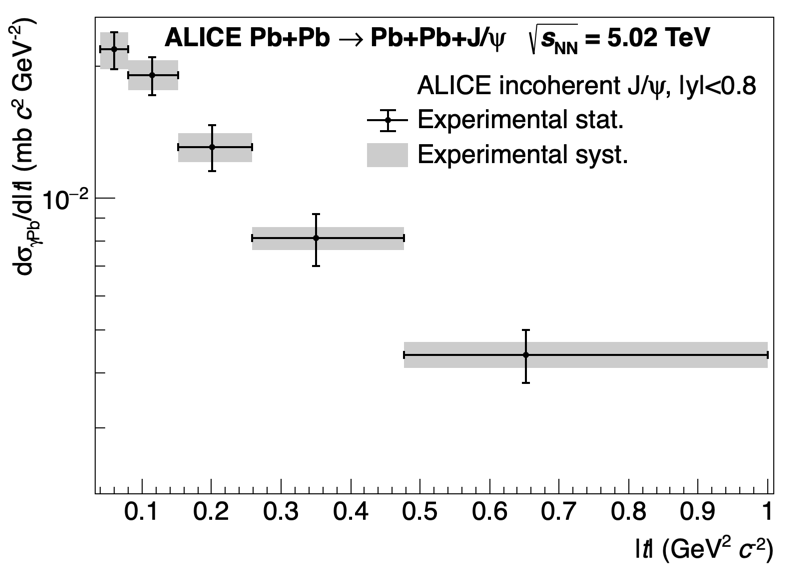 ALICE Pb+Pb → Pb+Pb+J/ψ √sNN = 5.02 TeV
ALICE incoherent J/ψ, |y|<0.8
Experimental stat.
Experimental syst.
dσγPb/d|t| (mb c² GeV⁻²)
10⁻²
0.1 0.2 0.3 0.4 0.5 0.6 0.7 0.8 0.9 1
|t| (GeV² c⁻²)